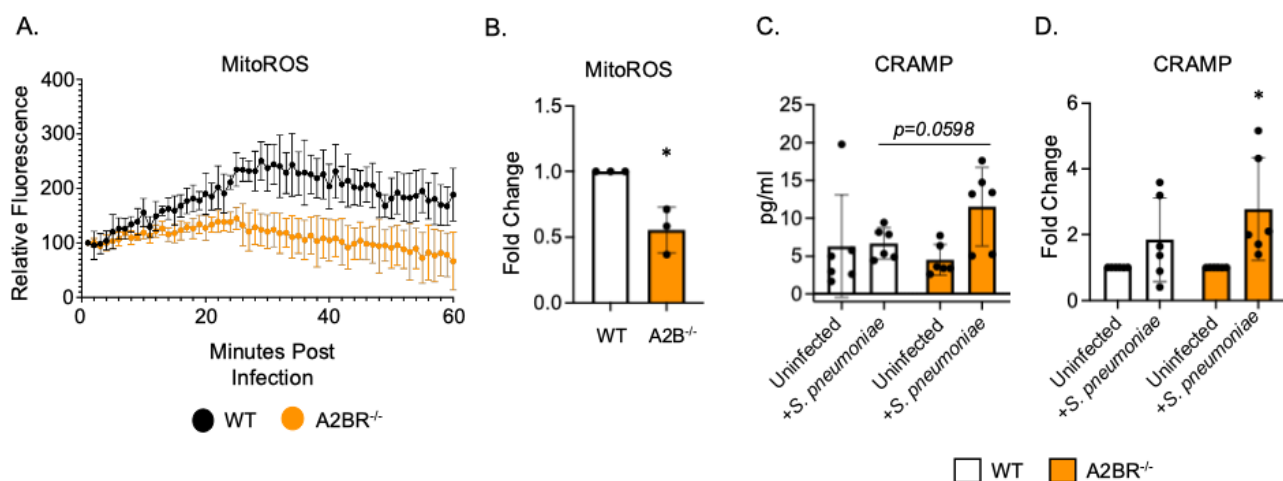 A.
MitoROS
Relative Fluorescence
400
300
200
100
0
0
20
40
60
Minutes Post
Infection
WT
A2BR-/-
B.
MitoROS
Fold Change
1.5
1.0
0.5
0.0
*
WT
A2B-/-
C.
CRAMP
pg/ml
25
20
15
10
5
0
p=0.0598
Uninfected
+S. pneumoniae
Uninfected
+S. pneumoniae
D.
CRAMP
Fold Change
6
4
2
0
*
Uninfected
+S. pneumoniae
Uninfected
+S. pneumoniae
WT
A2BR-/-